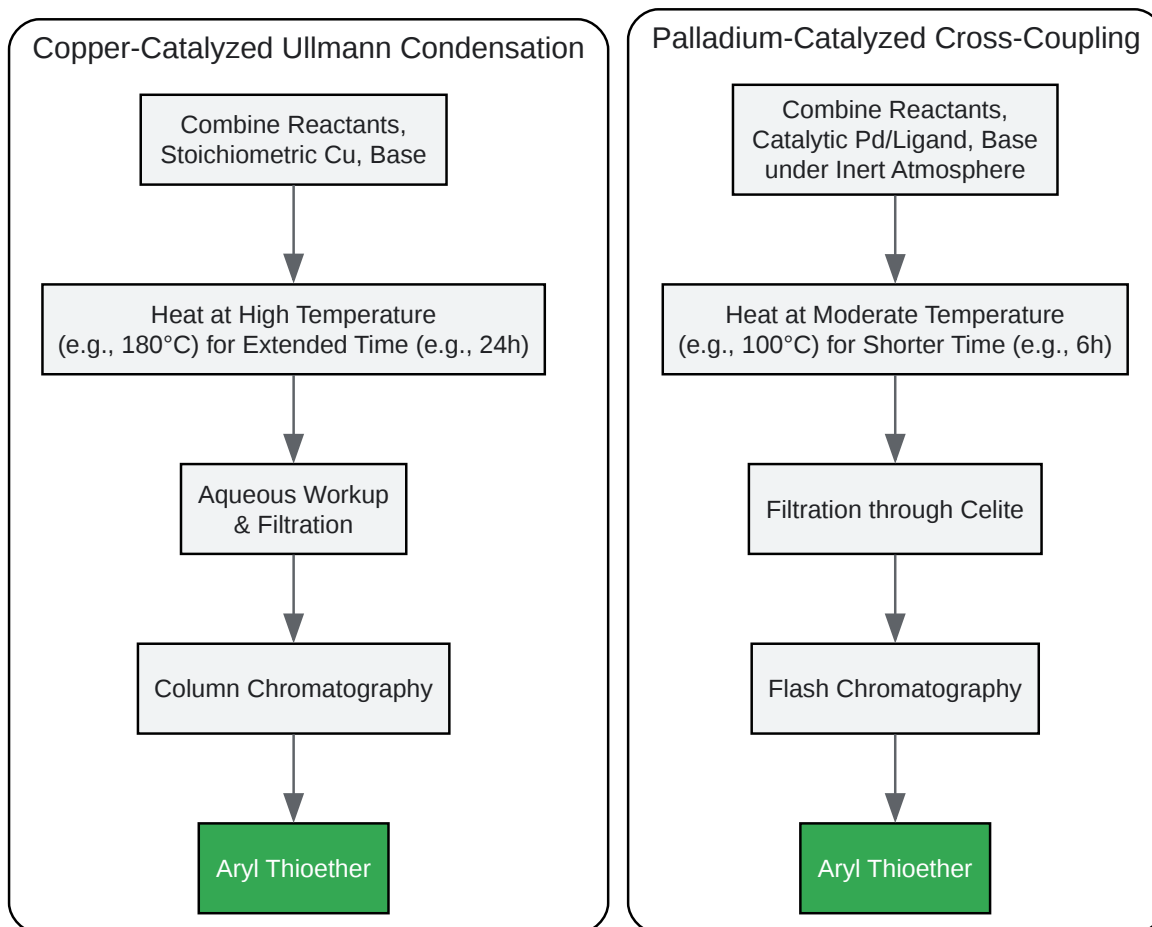 Copper-Catalyzed Ullmann Condensation
Combine Reactants,
Stoichiometric Cu, Base
Heat at High Temperature
(e.g., 180°C) for Extended Time (e.g., 24h)
Aqueous Workup
& Filtration
Column Chromatography
Aryl Thioether
Palladium-Catalyzed Cross-Coupling
Combine Reactants,
Catalytic Pd/Ligand, Base
under Inert Atmosphere
Heat at Moderate Temperature
(e.g., 100°C) for Shorter Time (e.g., 6h)
Filtration through Celite
Flash Chromatography
Aryl Thioether